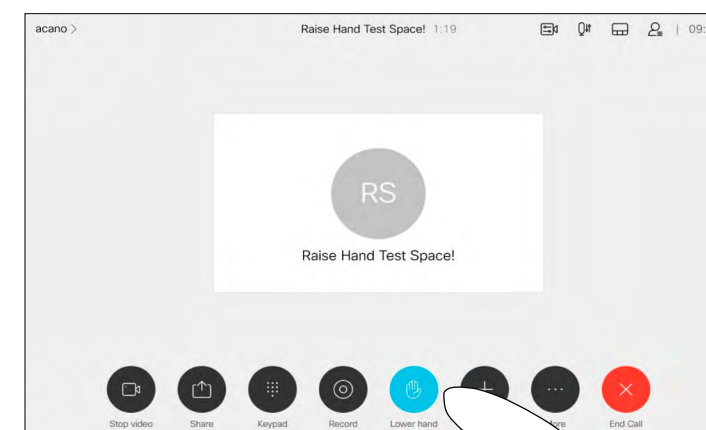 acano >
Raise Hand Test Space! 1:19
09:
RS
Raise Hand Test Space!
Stop video Share Keypad Record Lower hand End Call